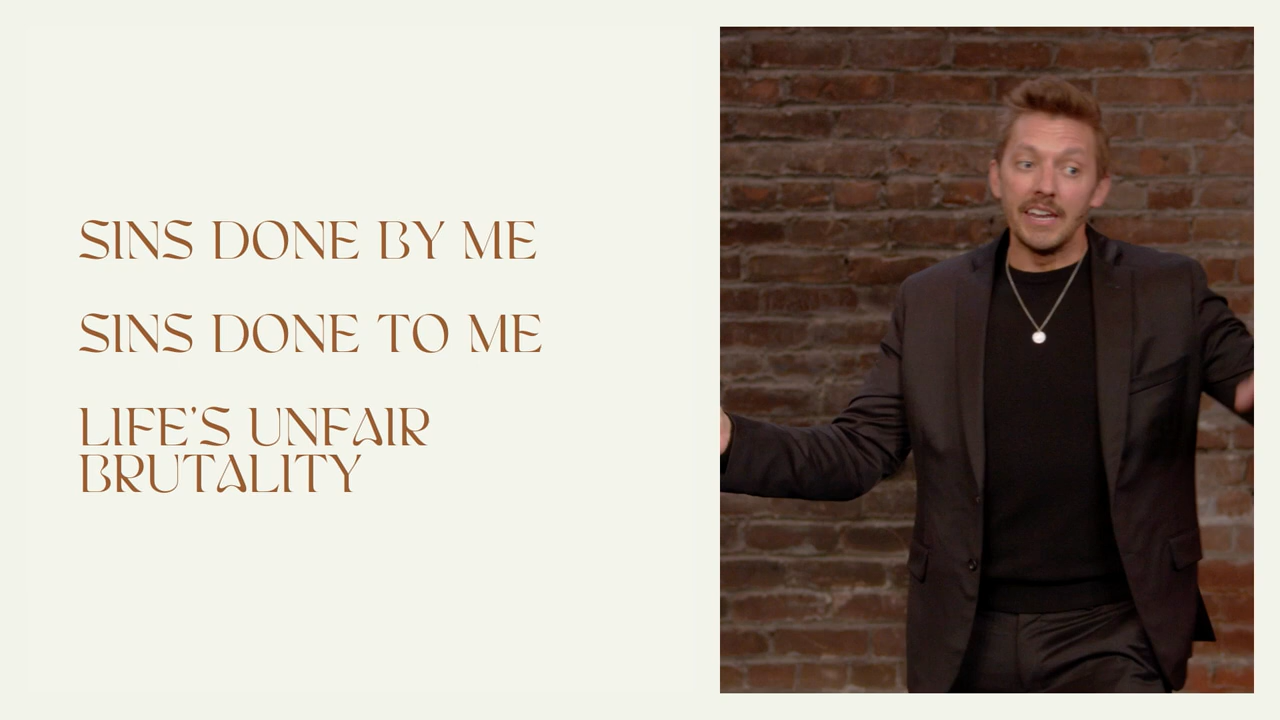 SINS DONE BY ME
SINS DONE TO ME
LIFE'S UNFAIR
BRUTALITY